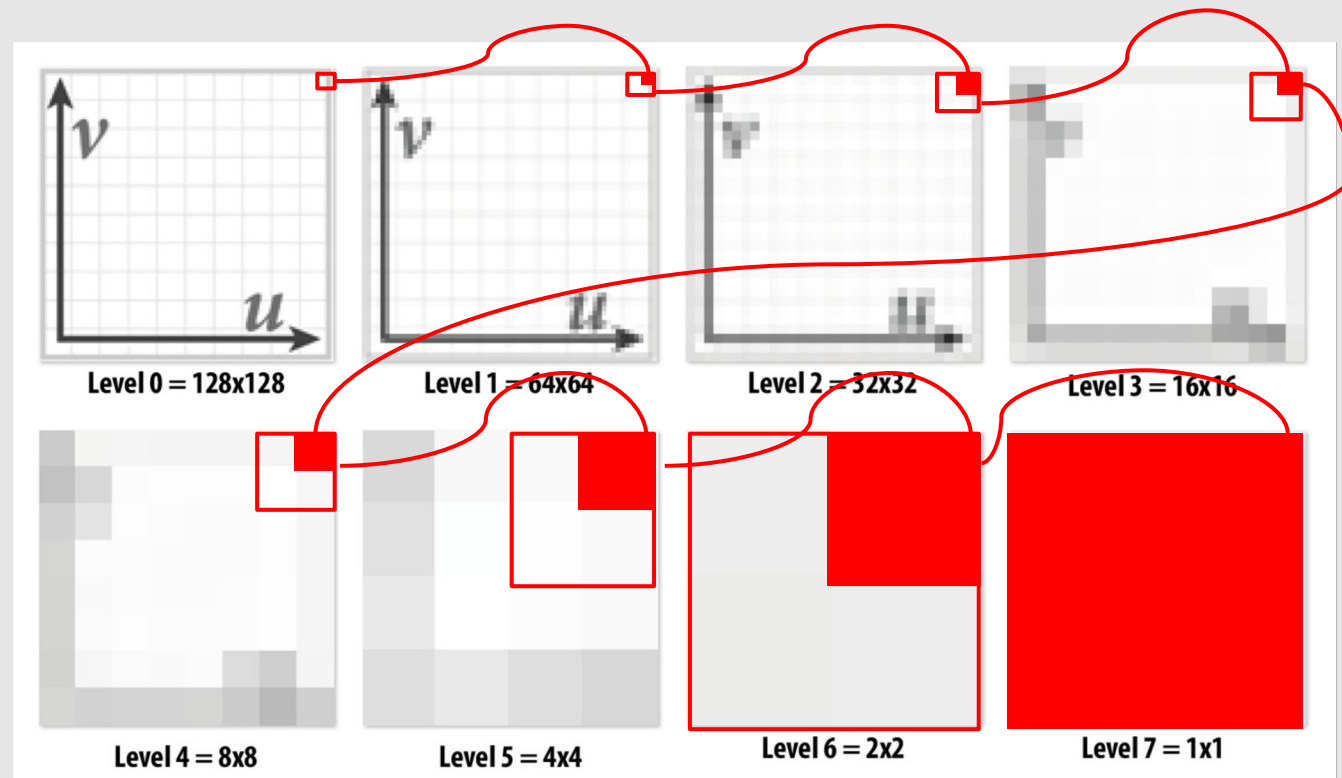 v
u
Level 0 = 128x128
v
u
Level 1 = 64x64
v
u
Level 2 = 32x32
Level 3 = 16x16
Level 4 = 8x8
Level 5 = 4x4
Level 6 = 2x2
Level 7 = 1x1